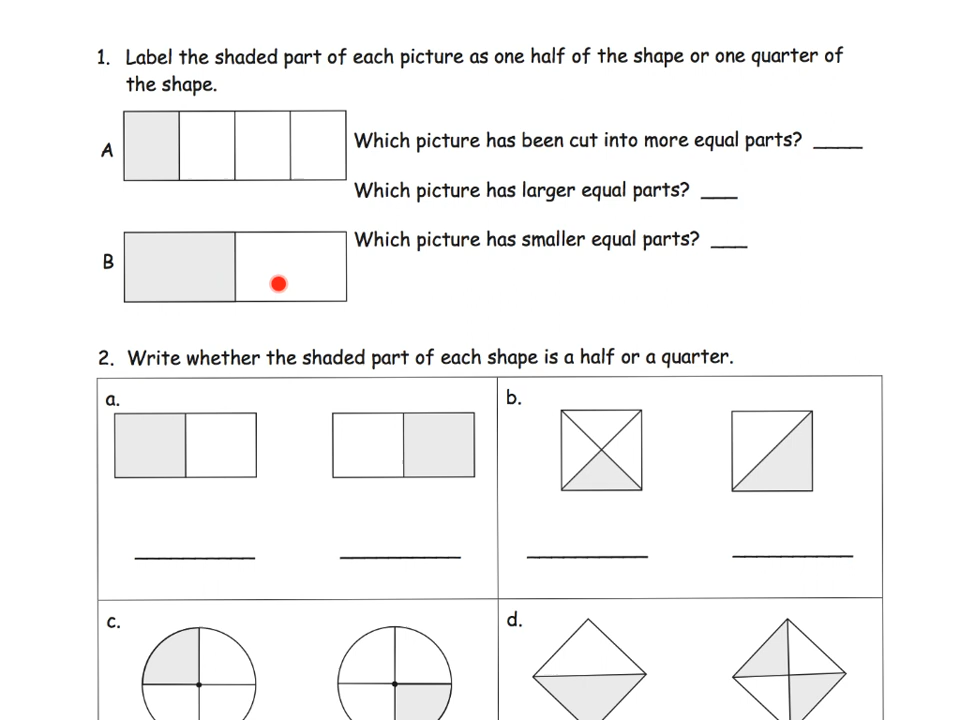 1. Label the shaded part of each picture as one half of the shape or one quarter of
the shape.
A
Which picture has been cut into more equal parts? ____
Which picture has larger equal parts? ___
B
Which picture has smaller equal parts? ___
2. Write whether the shaded part of each shape is a half or a quarter.
a.
b.
c.
d.